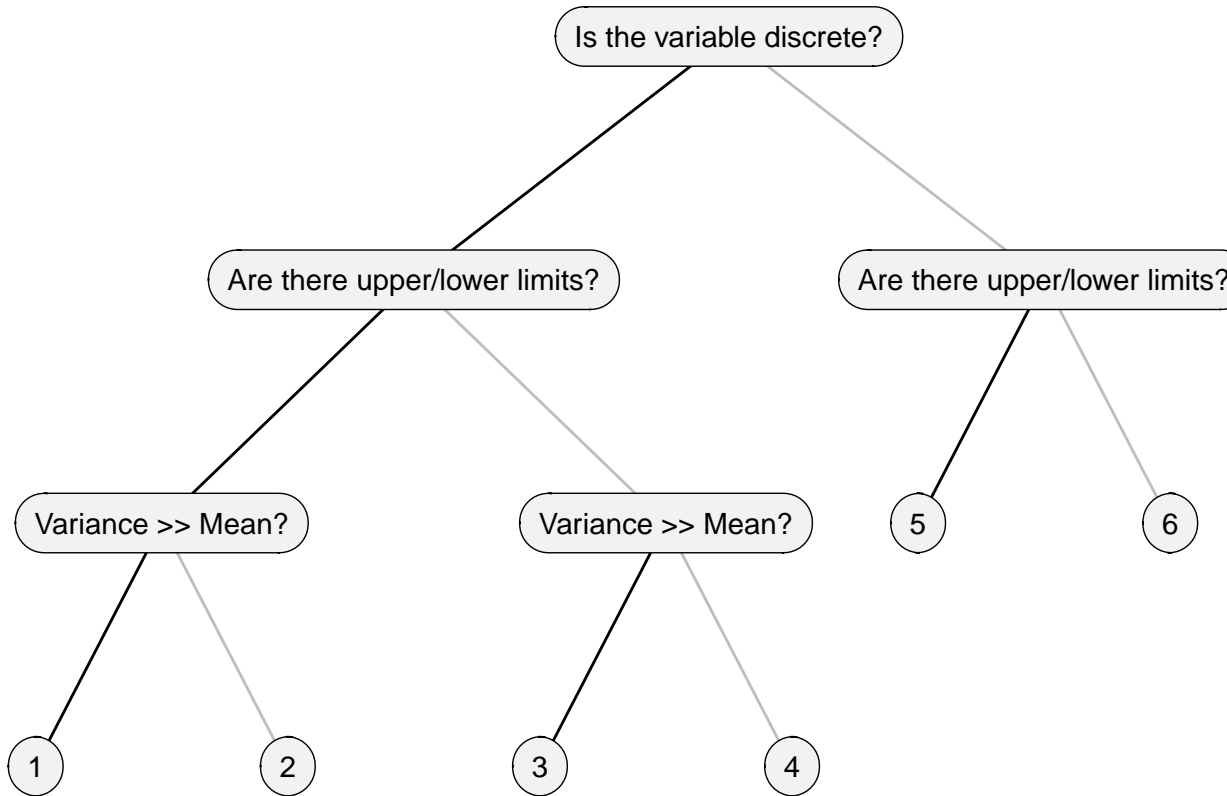 Is the variable discrete?
Are there upper/lower limits?
Are there upper/lower limits?
Variance >> Mean?
Variance >> Mean?
5
6
1
2
3
4